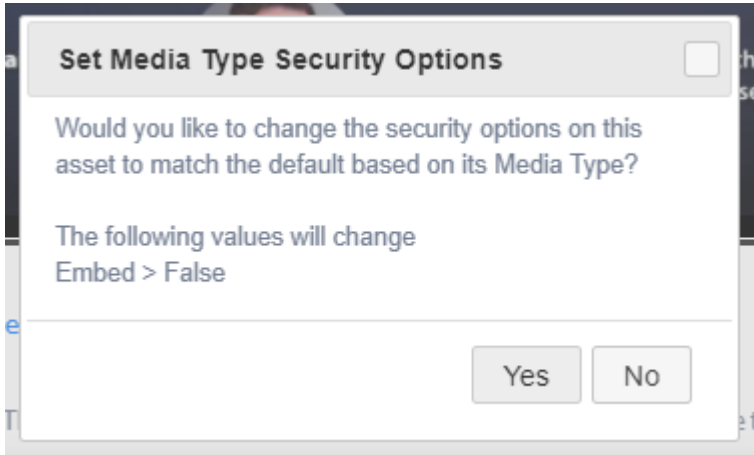 Set Media Type Security Options
Would you like to change the security options on this
asset to match the default based on its Media Type?
The following values will change
Embed > False
Yes
No